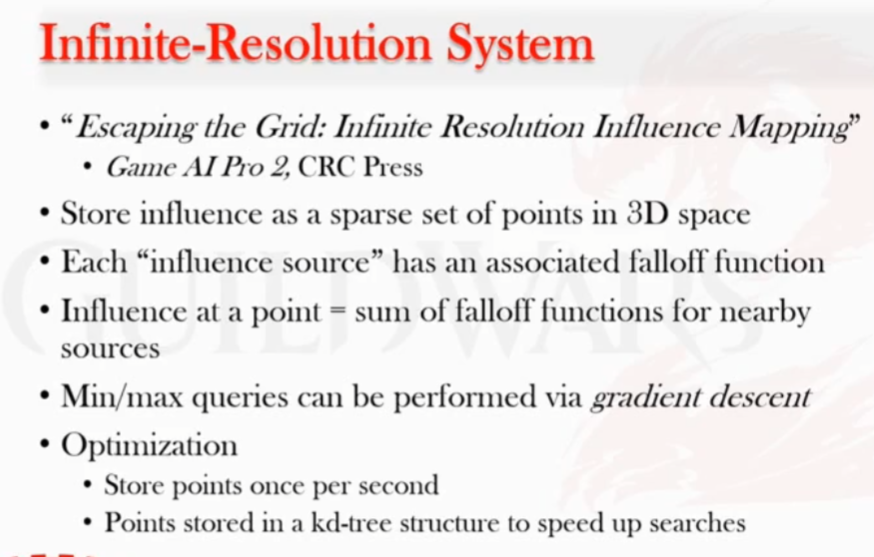 Infinite-Resolution System
• “Escaping the Grid: Infinite Resolution Influence Mapping”
• Game AI Pro 2, CRC Press
• Store influence as a sparse set of points in 3D space
• Each “influence source” has an associated falloff function
• Influence at a point = sum of falloff functions for nearby
sources
• Min/max queries can be performed via gradient descent
• Optimization
• Store points once per second
• Points stored in a kd-tree structure to speed up searches
GUILD WARS